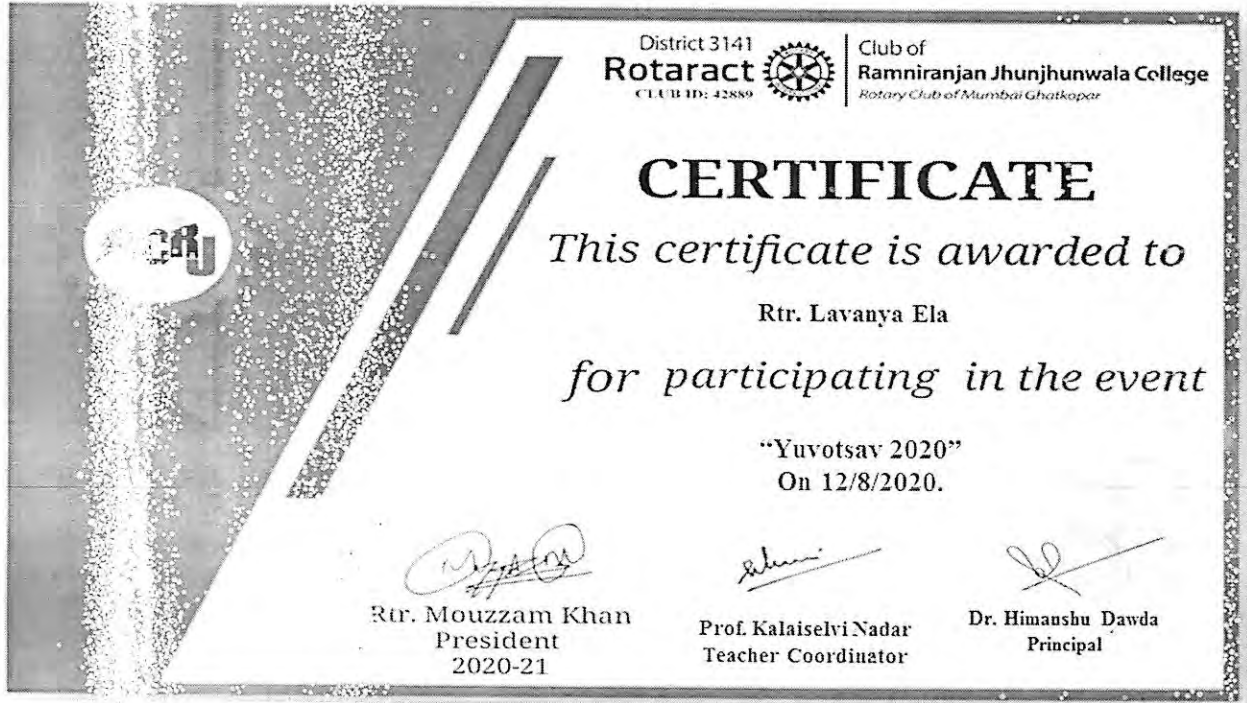 District 3141
Rotaract
CLUB ID: 42889
Club of
Ramniranjan Jhunjhunwala College
Rotary Club of Mumbai Ghatkopar
CERTIFICATE
This certificate is awarded to
Rtr. Lavanya Ela
for participating in the event
“Yuvotsav 2020”
On 12/8/2020.
Rtr. Mouzzam Khan
President
2020-21
Prof. Kalaiselvi Nadar
Teacher Coordinator
Dr. Himanshu Dawda
Principal